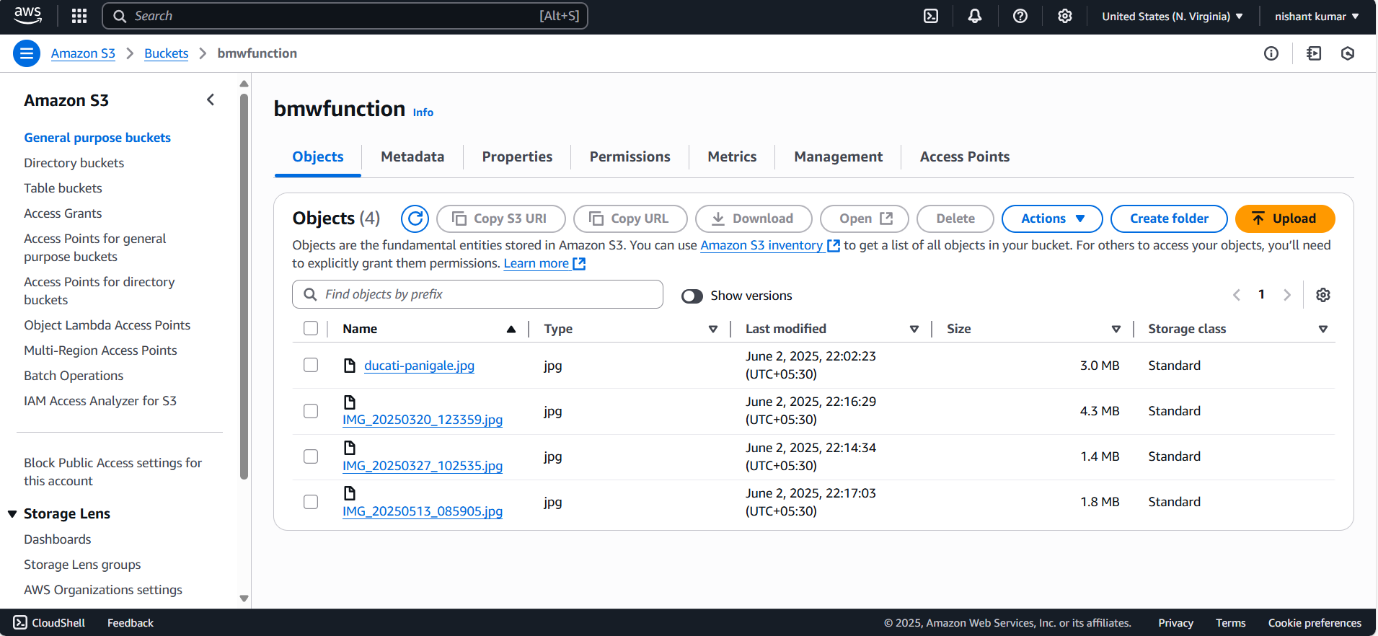 aws
Search [Alt+S]
United States (N. Virginia) nishant kumar
Amazon S3 Buckets bmwfunction
Amazon S3
General purpose buckets
Directory buckets
Table buckets
Access Grants
Access Points for general
purpose buckets
Access Points for directory
buckets
Object Lambda Access Points
Multi-Region Access Points
Batch Operations
IAM Access Analyzer for S3
Block Public Access settings for
this account
Storage Lens
Dashboards
Storage Lens groups
AWS Organizations settings
bmwfunction Info
Objects Metadata Properties Permissions Metrics Management Access Points
Objects (4) Copy S3 URI Copy URL Download Open Delete Actions Create folder Upload
Objects are the fundamental entities stored in Amazon S3. You can use Amazon S3 inventory to get a list of all objects in your bucket. For others to access your objects, you'll need
to explicitly grant them permissions. Learn more
Find objects by prefix Show versions 1
Name Type Last modified Size Storage class
ducati-panigale.jpg jpg June 2, 2025, 22:02:23 (UTC+05:30) 3.0 MB Standard
IMG_20250320_123359.jpg jpg June 2, 2025, 22:16:29 (UTC+05:30) 4.3 MB Standard
IMG_20250327_102535.jpg jpg June 2, 2025, 22:14:34 (UTC+05:30) 1.4 MB Standard
IMG_20250513_085905.jpg jpg June 2, 2025, 22:17:03 (UTC+05:30) 1.8 MB Standard
CloudShell Feedback © 2025, Amazon Web Services, Inc. or its affiliates. Privacy Terms Cookie preferences